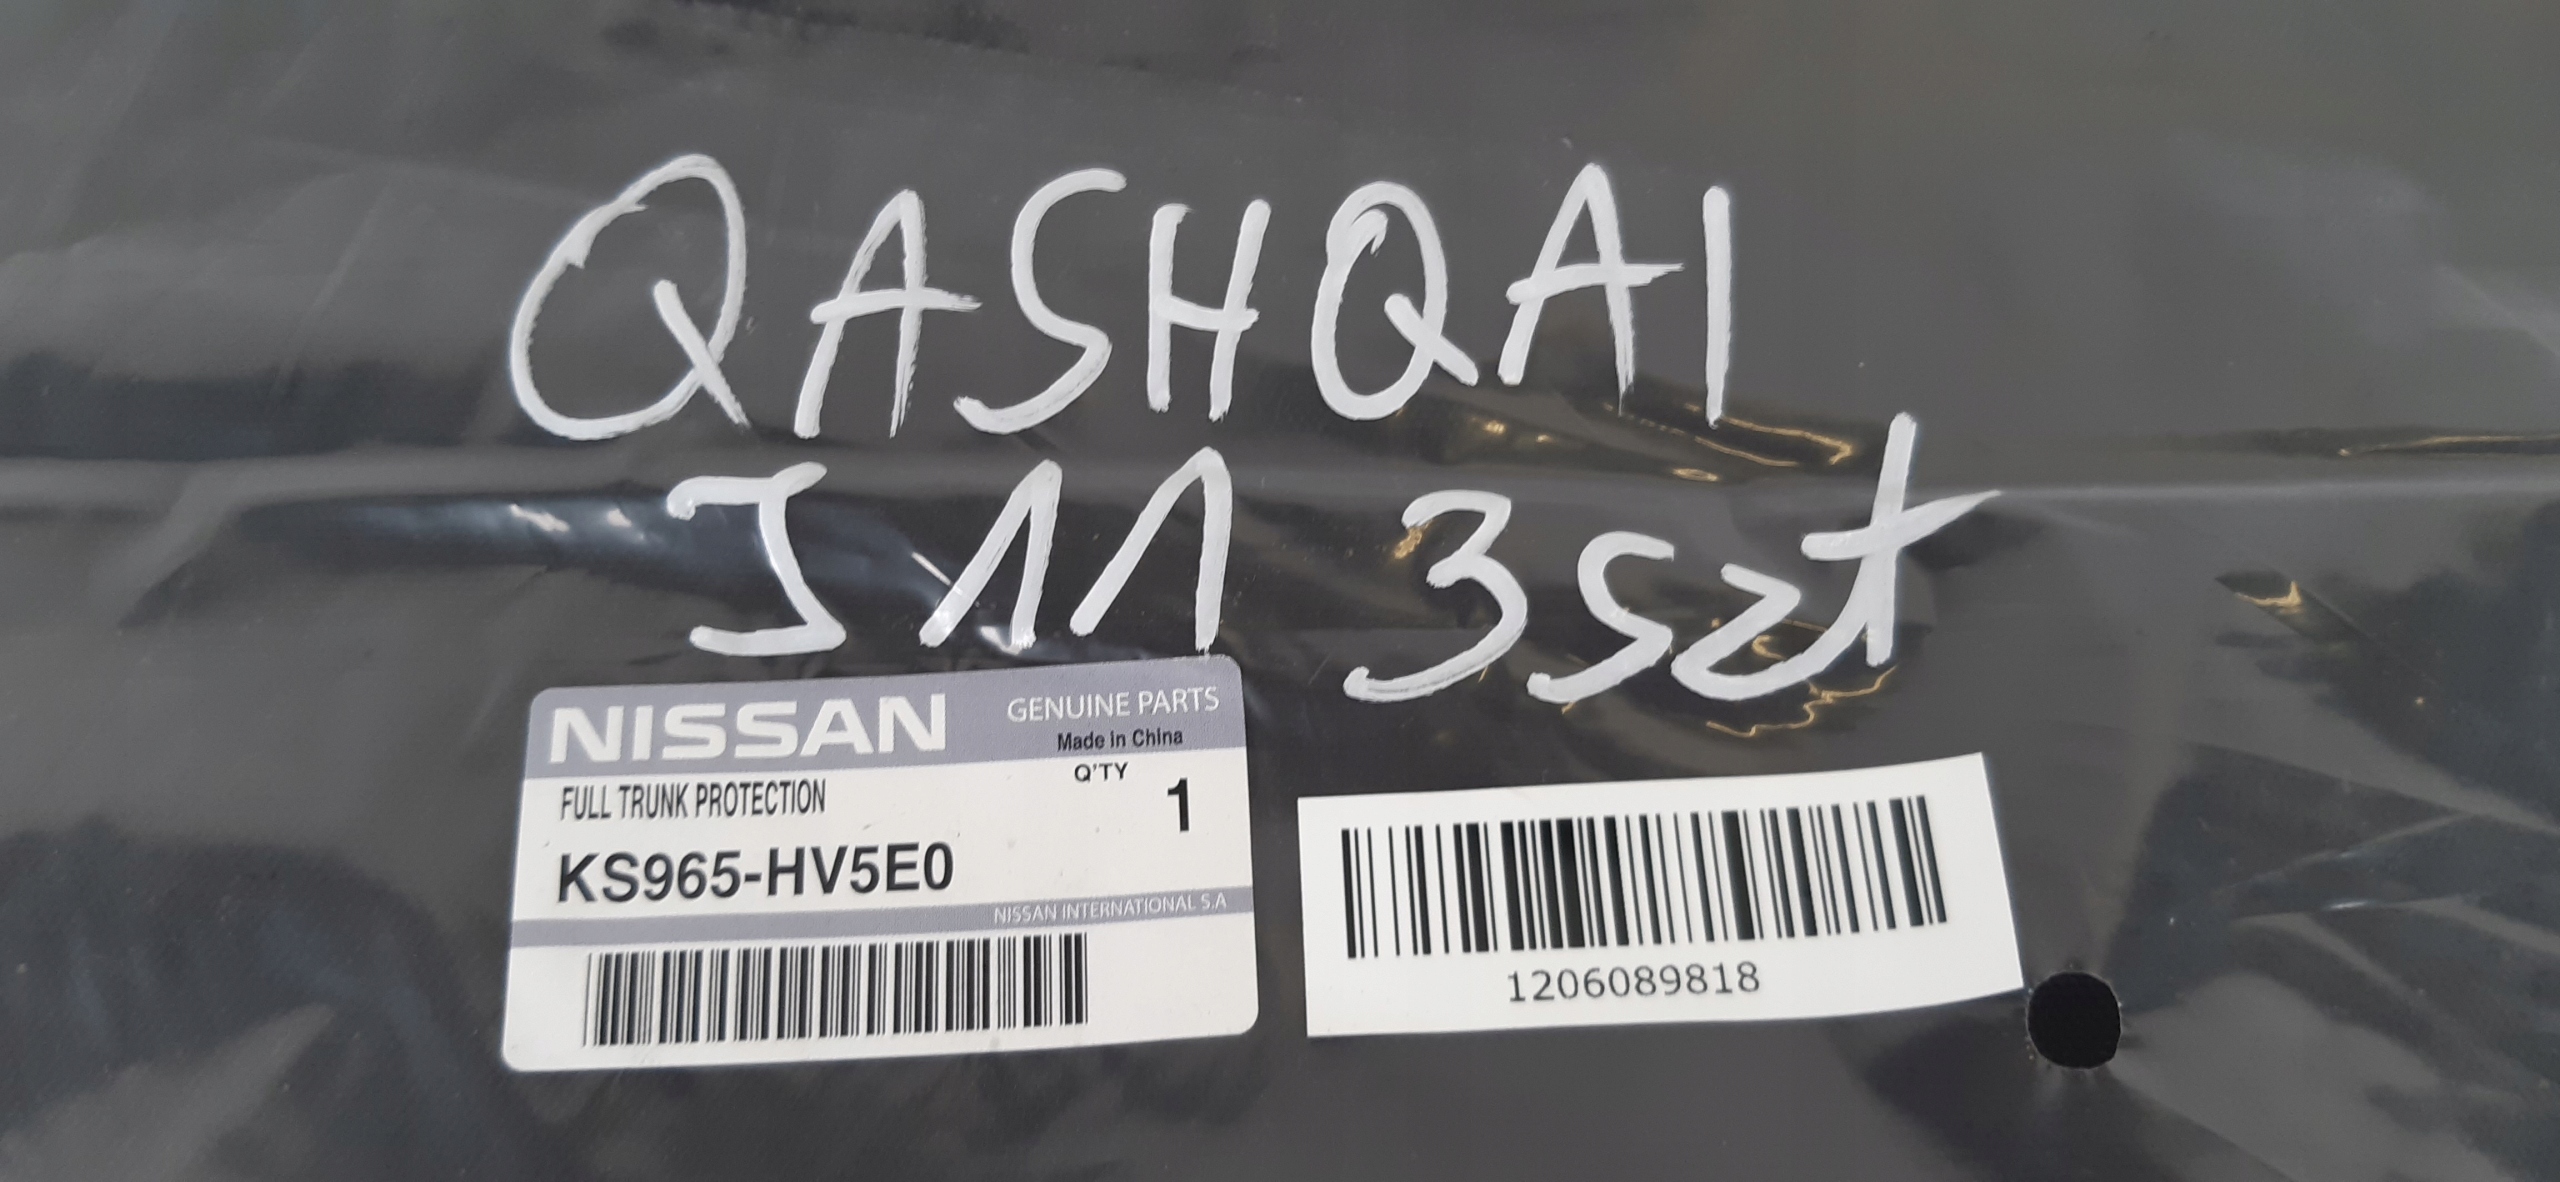 QASHQAI
J11 3szt
NISSAN GENUINE PARTS
Made in China
FULL TRUNK PROTECTION Q'TY 1
KS965-HV5E0
NISSAN INTERNATIONAL S.A
1206089818